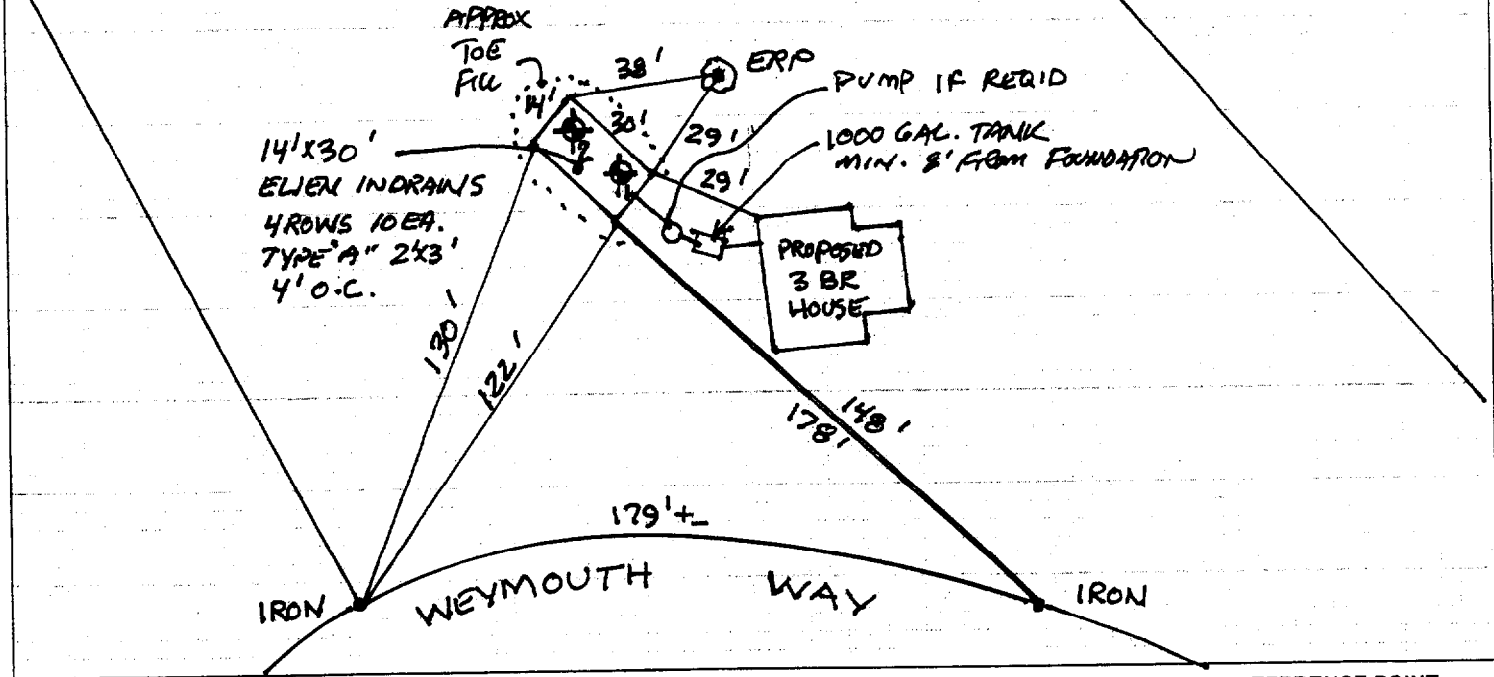 APPROX
TOE
FILL
14'
38'
ERP
PUMP IF REQ'D
30'
29'
1000 GAL. TANK
MIN. 8' FROM FOUNDATION
29'
14'X30'
ELJEN INDRAINS
4 ROWS 10 EA.
TYPE "A" 2'X3'
4' O.C.
PROPOSED
3 BR
HOUSE
130'
122'
148'
178'
179'+-
IRON
WEYMOUTH WAY
IRON